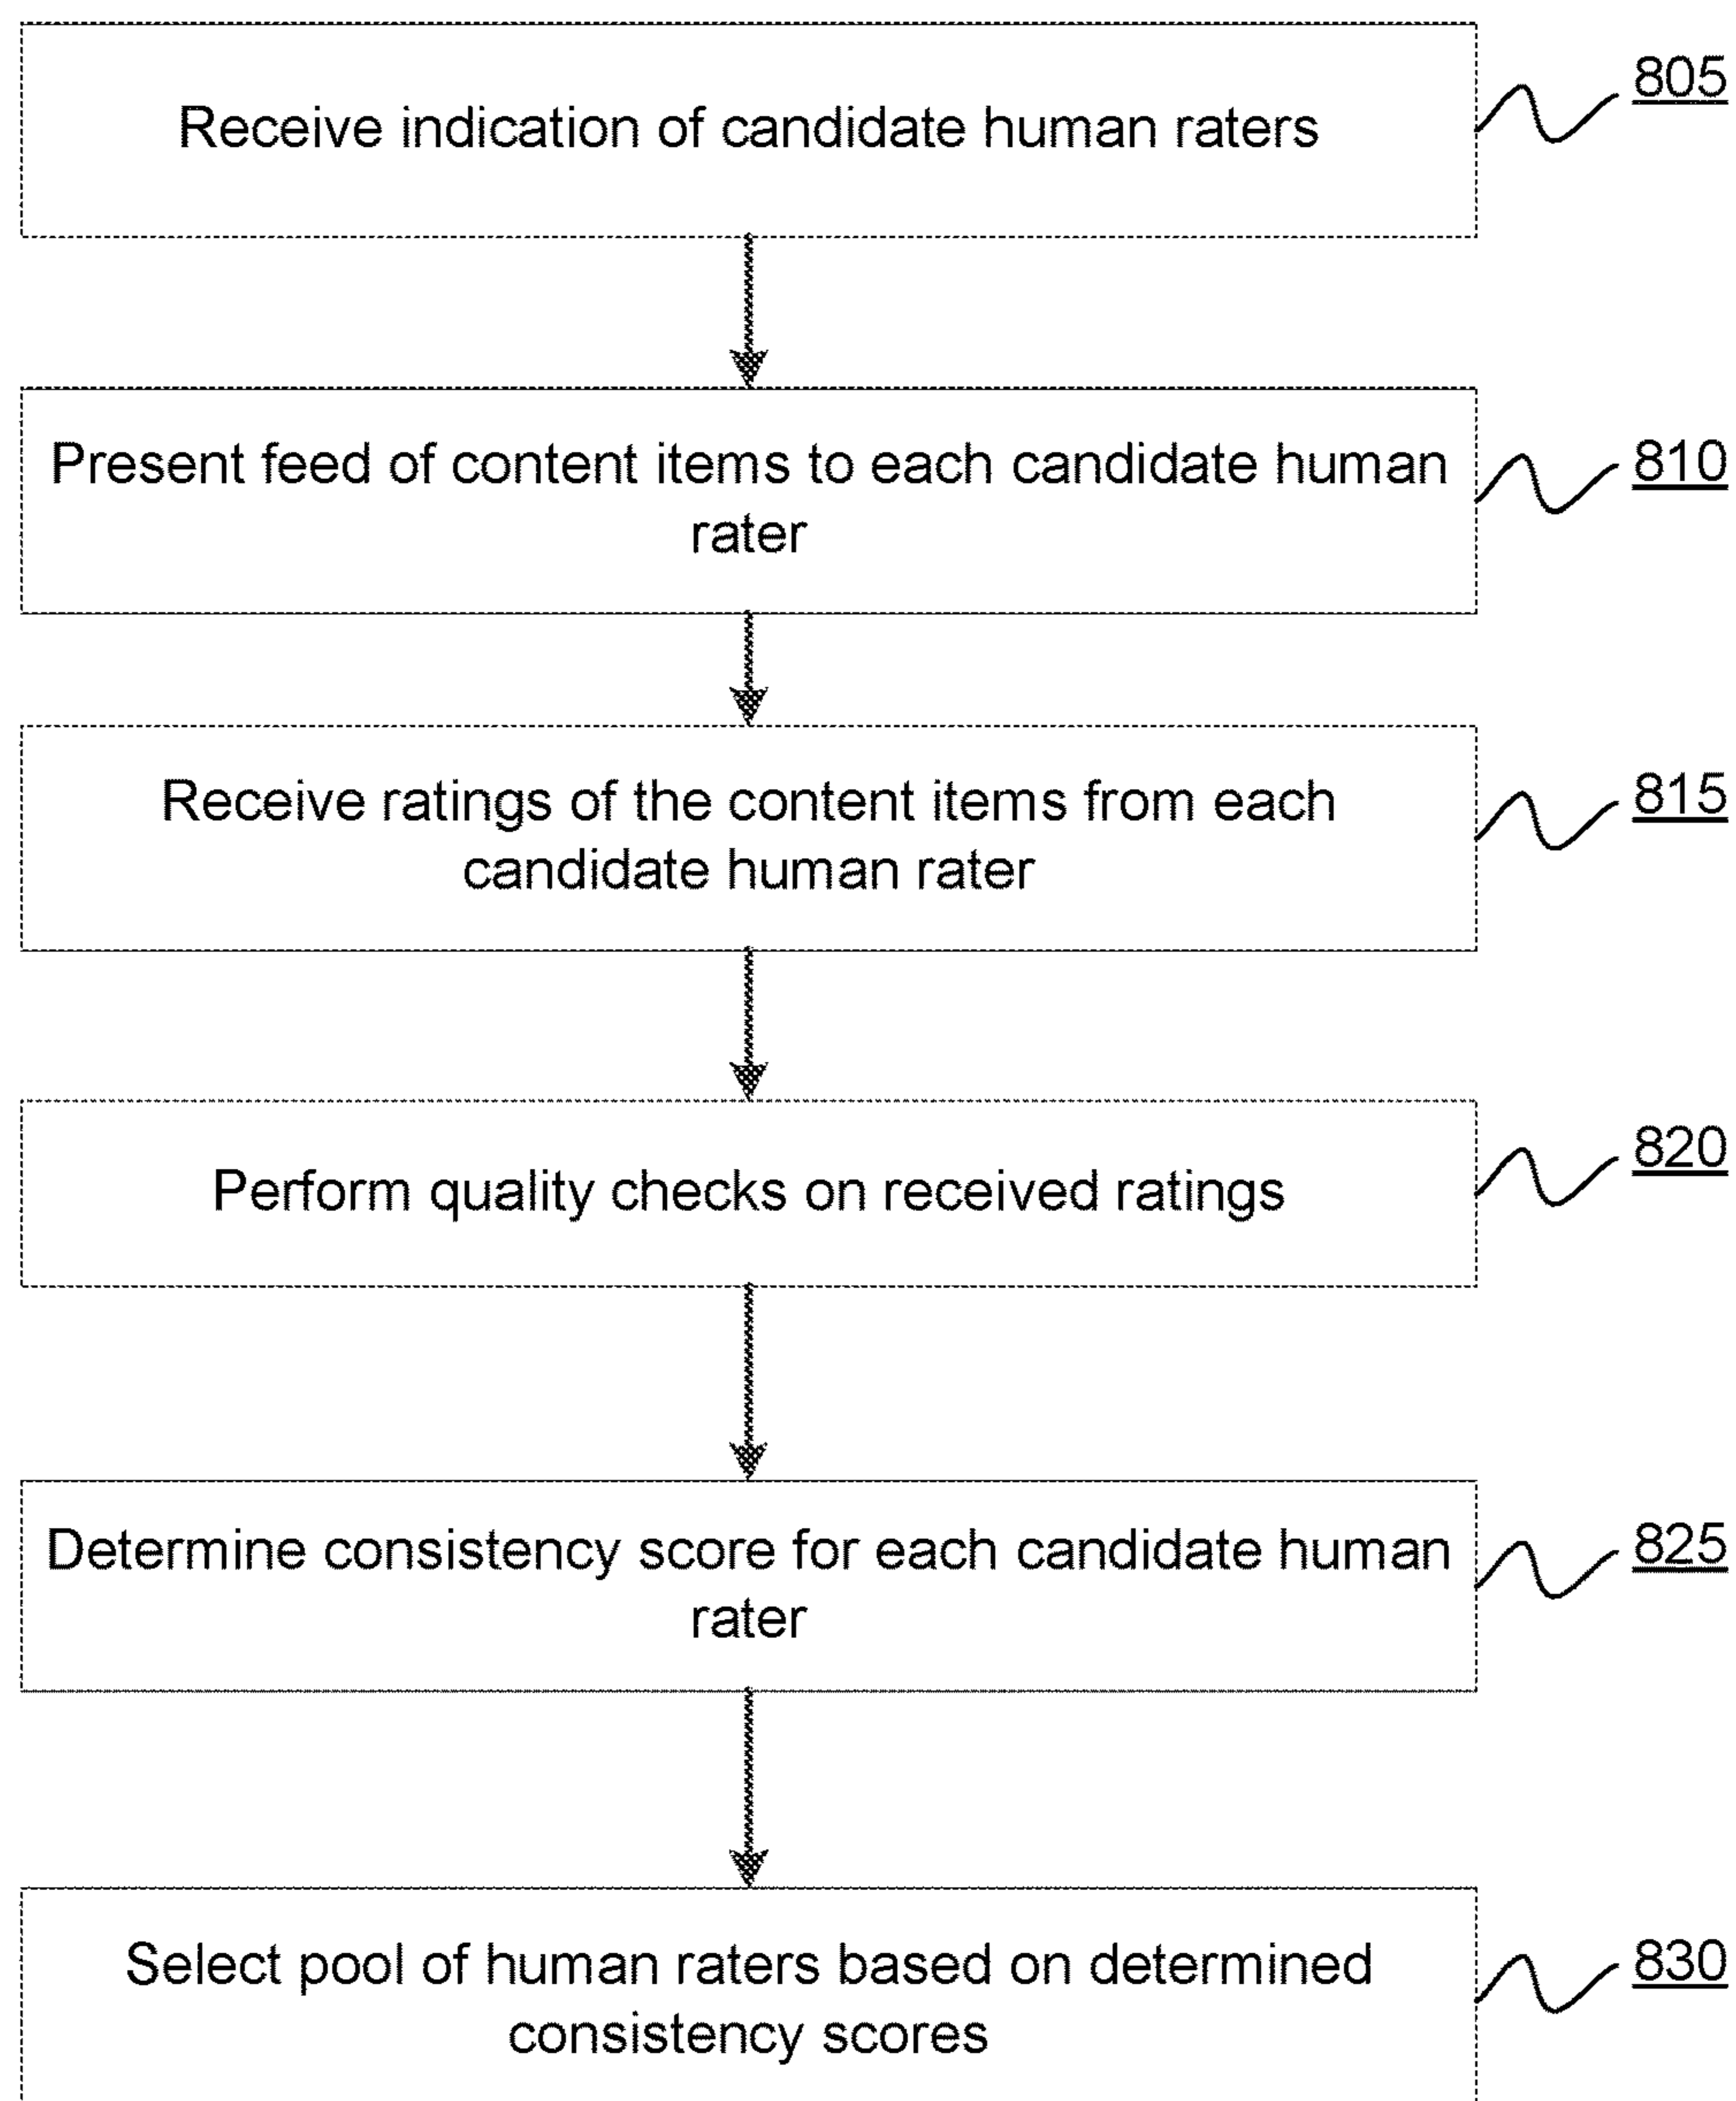 Receive indication of candidate human raters
805
Present feed of content items to each candidate human
rater
810
Receive ratings of the content items from each
candidate human rater
815
Perform quality checks on received ratings
820
Determine consistency score for each candidate human
rater
825
Select pool of human raters based on determined
consistency scores
830